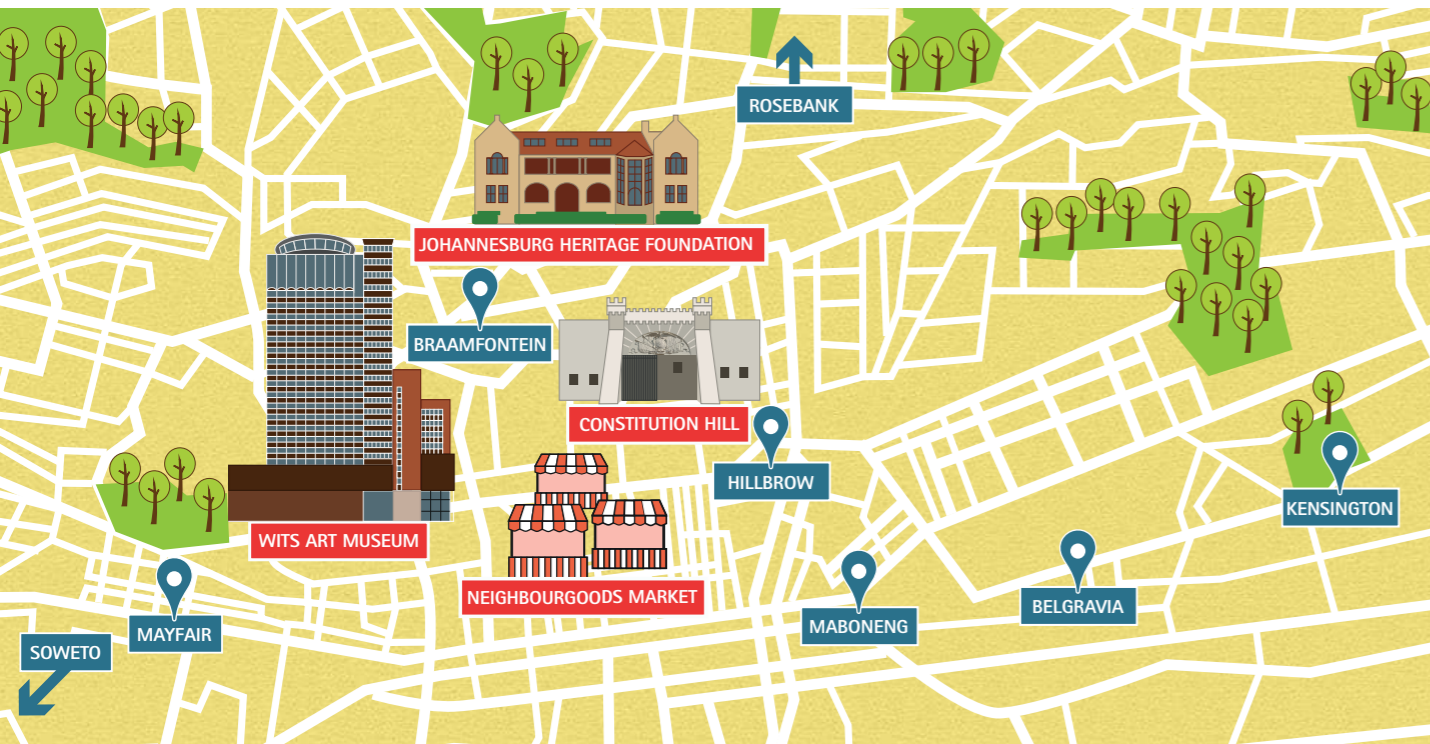 ROSEBANK
JOHANNESBURG HERITAGE FOUNDATION
BRAAMFONTEIN
CONSTITUTION HILL
HILLBROW
KENSINGTON
WITS ART MUSEUM
NEIGHBOURGOODS MARKET
BELGRAVIA
MABONENG
MAYFAIR
SOWETO